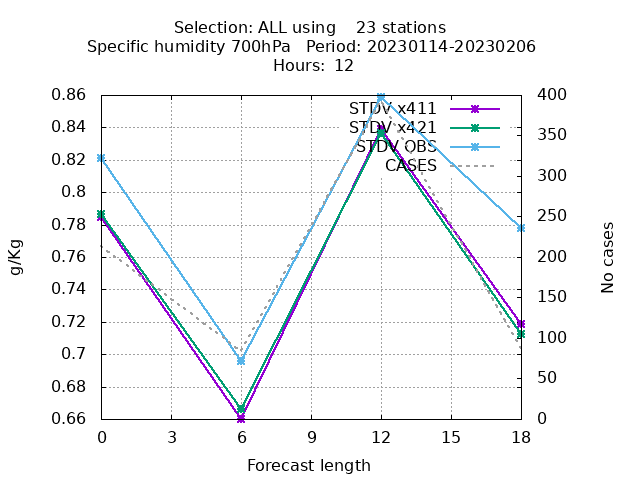 Selection: ALL using    23 stations
Specific humidity 700hPa   Period: 20230114-20230206
Hours:  12
0.86
0.84
0.82
0.8
0.78
0.76
0.74
0.72
0.7
0.68
0.66
g/Kg
STDV x411
STDV x421
STDV OBS
CASES
400
350
300
250
200
150
100
50
0
No cases
0 3 6 9 12 15 18
Forecast length